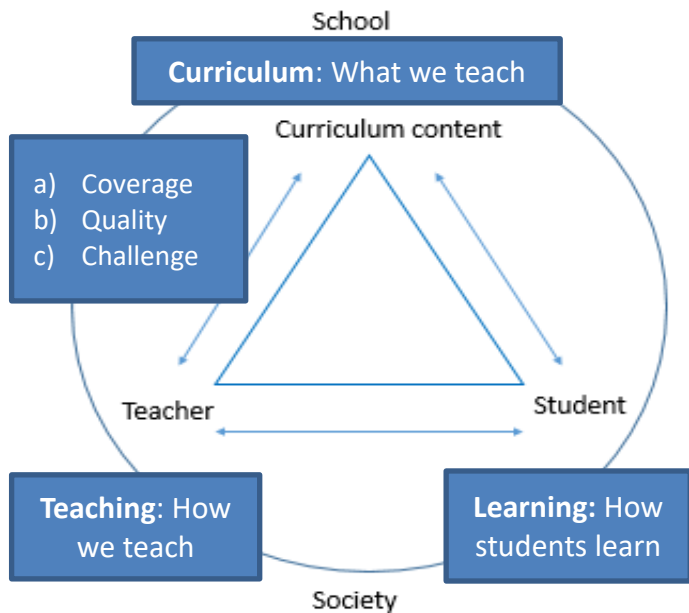 School
Curriculum: What we teach
Curriculum content
a) Coverage
b) Quality
c) Challenge
Teacher
Student
Teaching: How
we teach
Learning: How
students learn
Society